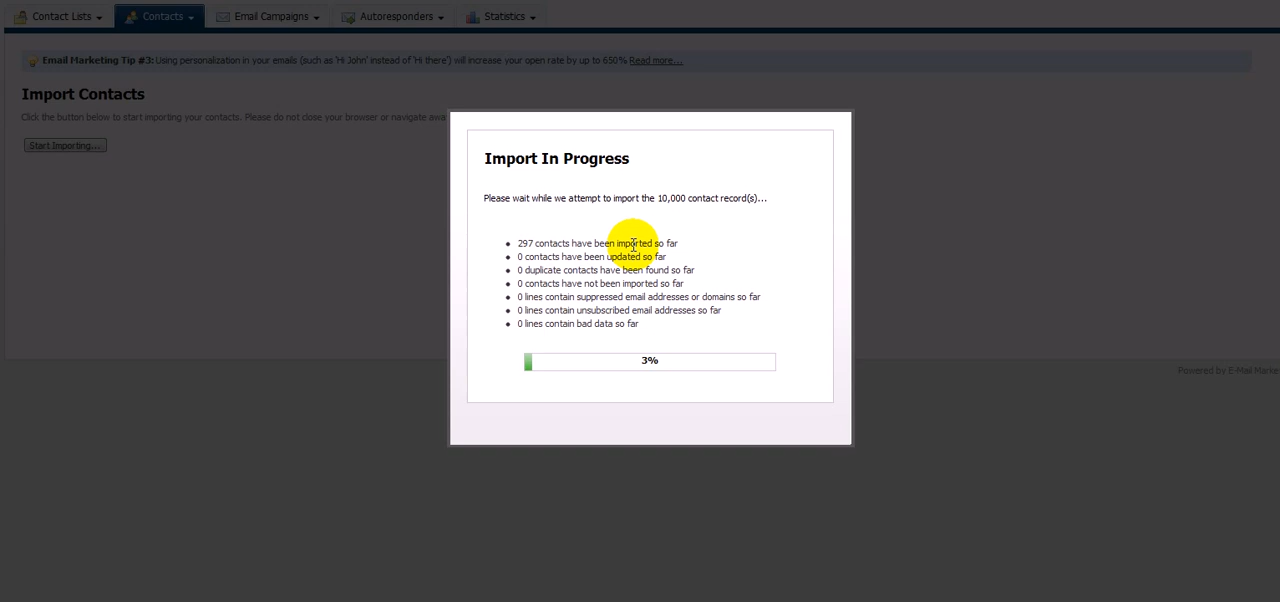 Contact Lists
Contacts
Email Campaigns
Autoresponders
Statistics
Email Marketing Tip #3: Using personalization in your emails (such as 'Hi John' instead of 'Hi there') will increase your open rate by up to 650% Read more...
Import Contacts
Click the button below to start importing your contacts. Please do not close your browser or navigate
Start Importing...
Import In Progress
Please wait while we attempt to import the 10,000 contact record(s)...
297 contacts have been imported so far
0 contacts have been updated so far
0 duplicate contacts have been found so far
0 contacts have not been imported so far
0 lines contain suppressed email addresses or domains so far
0 lines contain unsubscribed email addresses so far
0 lines contain bad data so far
3%
Powered by E-Mail